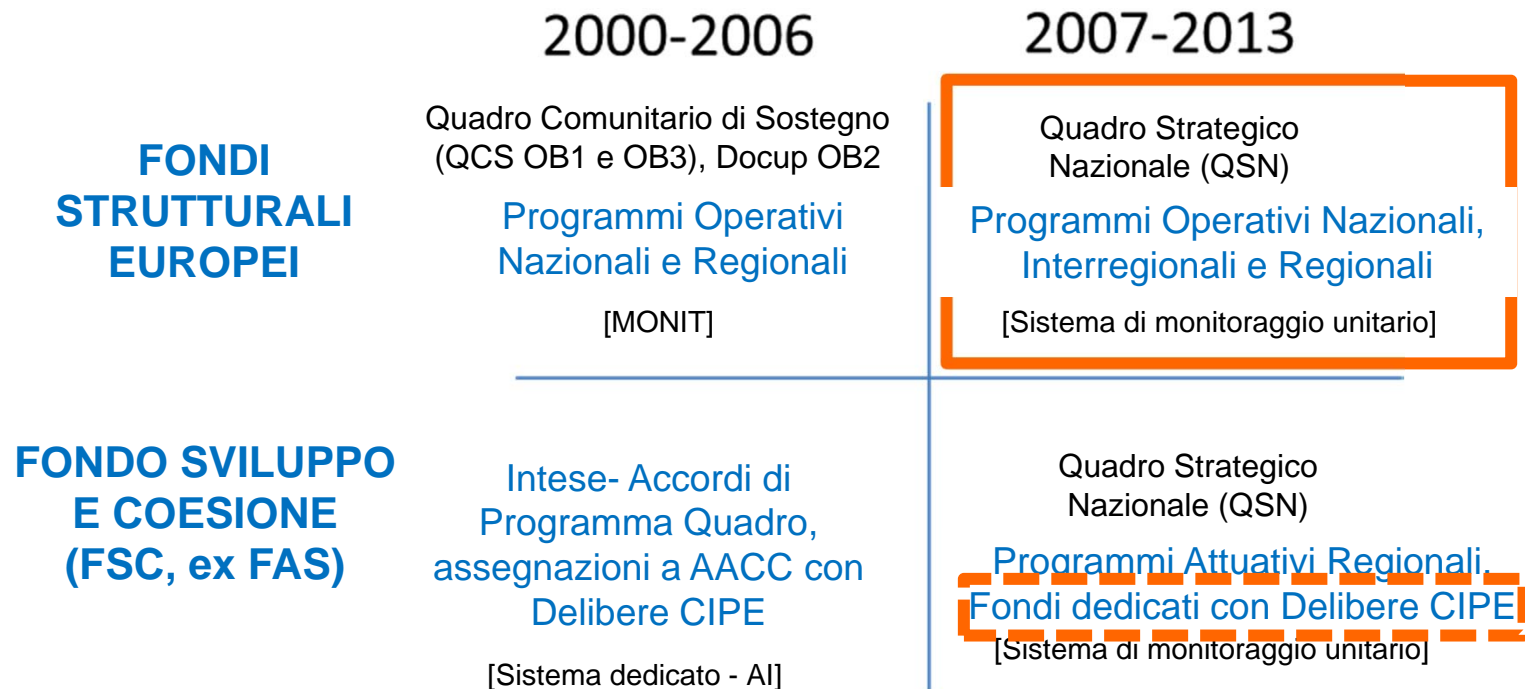 2000-2006
2007-2013
FONDI
STRUTTURALI
EUROPEI
Quadro Comunitario di Sostegno
(QCS OB1 e OB3), Docup OB2
Programmi Operativi
Nazionali e Regionali
[MONIT]
Quadro Strategico
Nazionale (QSN)
Programmi Operativi Nazionali,
Interregionali e Regionali
[Sistema di monitoraggio unitario]
FONDO SVILUPPO
E COESIONE
(FSC, ex FAS)
Intese- Accordi di
Programma Quadro,
assegnazioni a AACC con
Delibere CIPE
[Sistema dedicato - AI]
Quadro Strategico
Nazionale (QSN)
Programmi Attuativi Regionali,
Fondi dedicati con Delibere CIPE
[Sistema di monitoraggio unitario]